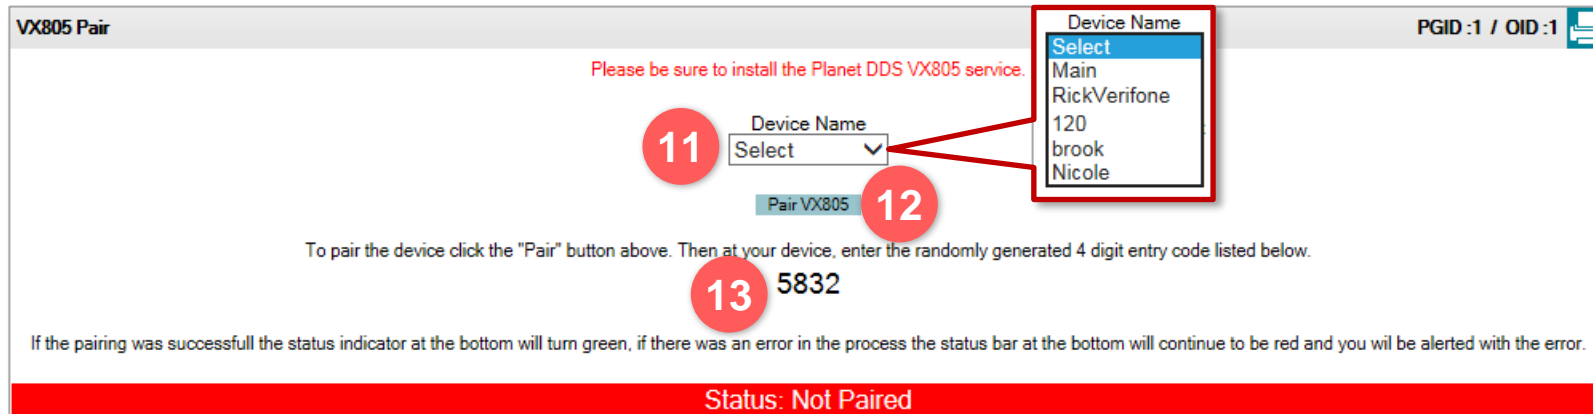 VX805 Pair
PGID :1 / OID :1
Please be sure to install the Planet DDS VX805 service.
Device Name
Select
Main
RickVerifone
120
brook
Nicole
11
Device Name
Select
Pair VX805
12
To pair the device click the "Pair" button above. Then at your device, enter the randomly generated 4 digit entry code listed below.
13
5832
If the pairing was successfull the status indicator at the bottom will turn green, if there was an error in the process the status bar at the bottom will continue to be red and you wil be alerted with the error.
Status: Not Paired